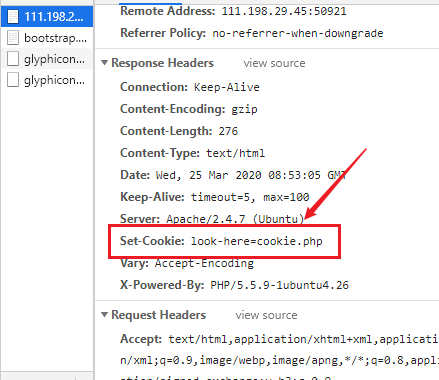 Remote Address: 111.198.29.45:50921
111.198.2...
Referrer Policy: no-referrer-when-downgrade
bootstrap....
glyphicon...
glyphicon...
▼ Response Headers view source
Connection: Keep-Alive
Content-Encoding: gzip
Content-Length: 276
Content-Type: text/html
Date: Wed, 25 Mar 2020 08:53:05 GMT
Keep-Alive: timeout=5, max=100
Server: Apache/2.4.7 (Ubuntu)
Set-Cookie: look-here=cookie.php
Vary: Accept-Encoding
X-Powered-By: PHP/5.5.9-1ubuntu4.26
▼ Request Headers view source
Accept: text/html,application/xhtml+xml,applicati
n/xml;q=0.9,image/webp,image/apng,*/*;q=0.8,appli